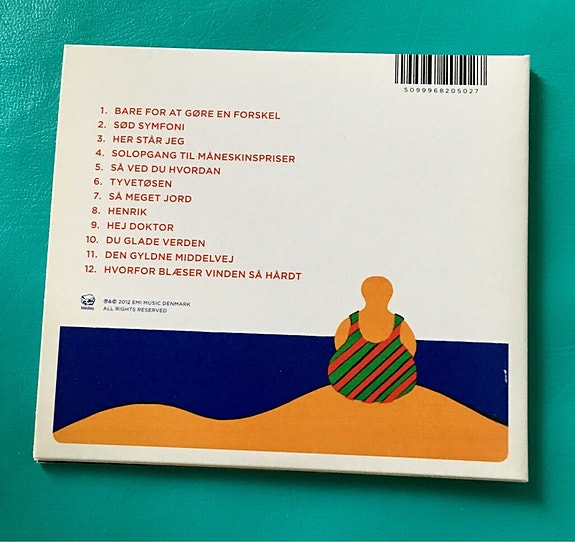 5099968205027
1. BARE FOR AT GØRE EN FORSKEL
2. SØD SYMFONI
3. HER STÅR JEG
4. SOLOPGANG TIL MÅNESKINSPRISER
5. SÅ VED DU HVORDAN
6. TYVETØSEN
7. SÅ MEGET JORD
8. HENRIK
9. HEJ DOKTOR
10. DU GLADE VERDEN
11. DEN GYLDNE MIDDELVEJ
12. HVORFOR BLÆSER VINDEN SÅ HÅRDT
Medley
℗&© 2012 EMI MUSIC DENMARK
ALL RIGHTS RESERVED